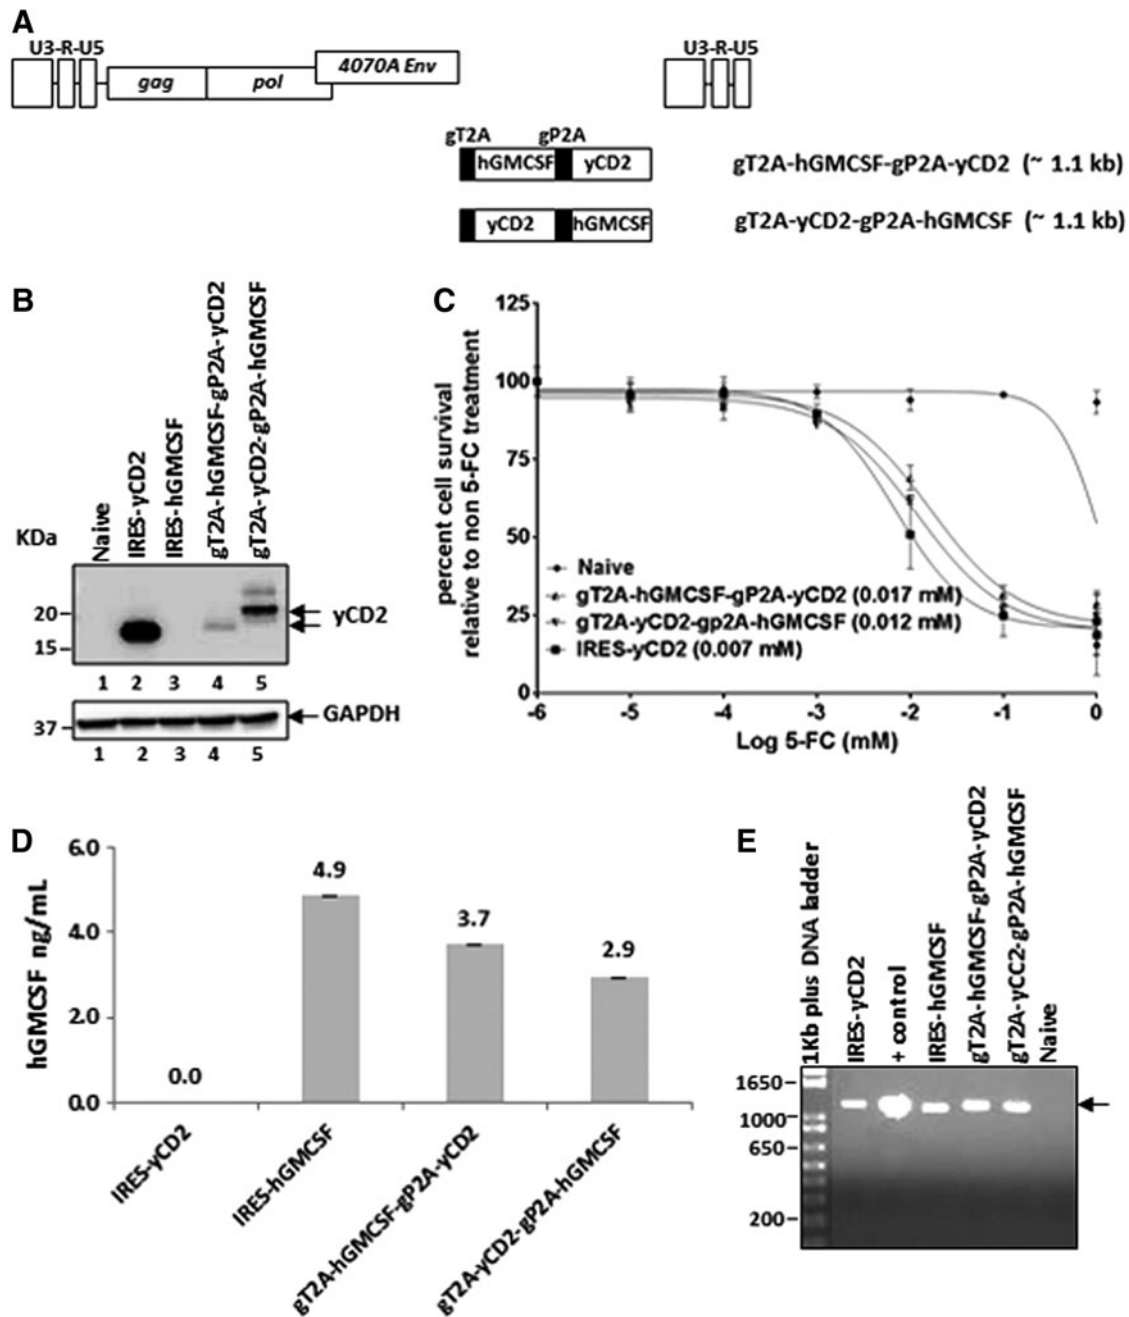 A
U3-R-U5
gag
pol
4070A Env
U3-R-U5
gT2A
gP2A
hGMCSF
yCD2
gT2A-hGMCSF-gP2A-yCD2 (~ 1.1 kb)
yCD2
hGMCSF
gT2A-yCD2-gP2A-hGMCSF (~ 1.1 kb)
B
KDa
Naive
IRES-yCD2
IRES-hGMCSF
gT2A-hGMCSF-gP2A-yCD2
gT2A-yCD2-gP2A-hGMCSF
20
15
yCD2
1 2 3 4 5
37
GAPDH
1 2 3 4 5
C
percent cell survival
relative to non 5-FC treatment
125
100
75
50
25
0
Naive
gT2A-hGMCSF-gP2A-yCD2 (0.017 mM)
gT2A-yCD2-gp2A-hGMCSF (0.012 mM)
IRES-yCD2 (0.007 mM)
-6 -5 -4 -3 -2 -1 0
Log 5-FC (mM)
D
hGMCSF ng/mL
6.0
4.0
2.0
0.0
0.0
4.9
3.7
2.9
IRES-yCD2
IRES-hGMCSF
gT2A-hGMCSF-gP2A-yCD2
gT2A-yCD2-gP2A-hGMCSF
E
1Kb plus DNA ladder
IRES-yCD2
+ control
IRES-hGMCSF
gT2A-hGMCSF-gP2A-yCD2
gT2A-yCC2-gP2A-hGMCSF
Naive
1650
1000
650
200